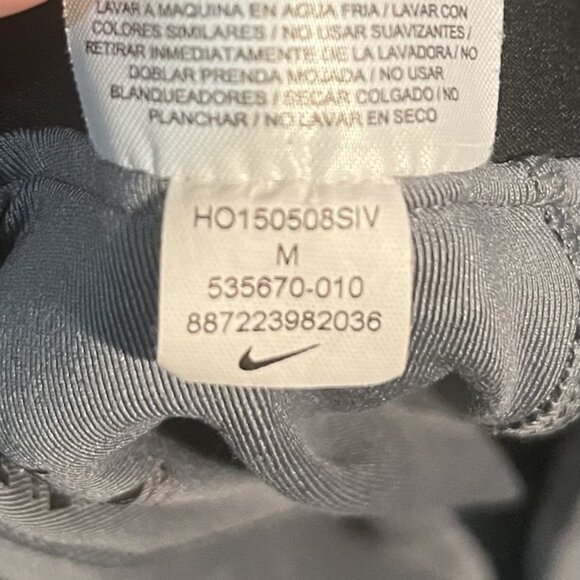 LAVAR A MAQUINA EN AGUA FRIA / LAVAR CON
COLORES SIMILARES / NO USAR SUAVIZANTES /
RETIRAR INMEDIATAMENTE DE LA LAVADORA / NO
DOBLAR PRENDA MOJADA / NO USAR
BLANQUEADORES / SECAR COLGADO / NO
PLANCHAR / NO LAVAR EN SECO
HO150508SIV
M
535670-010
887223982036